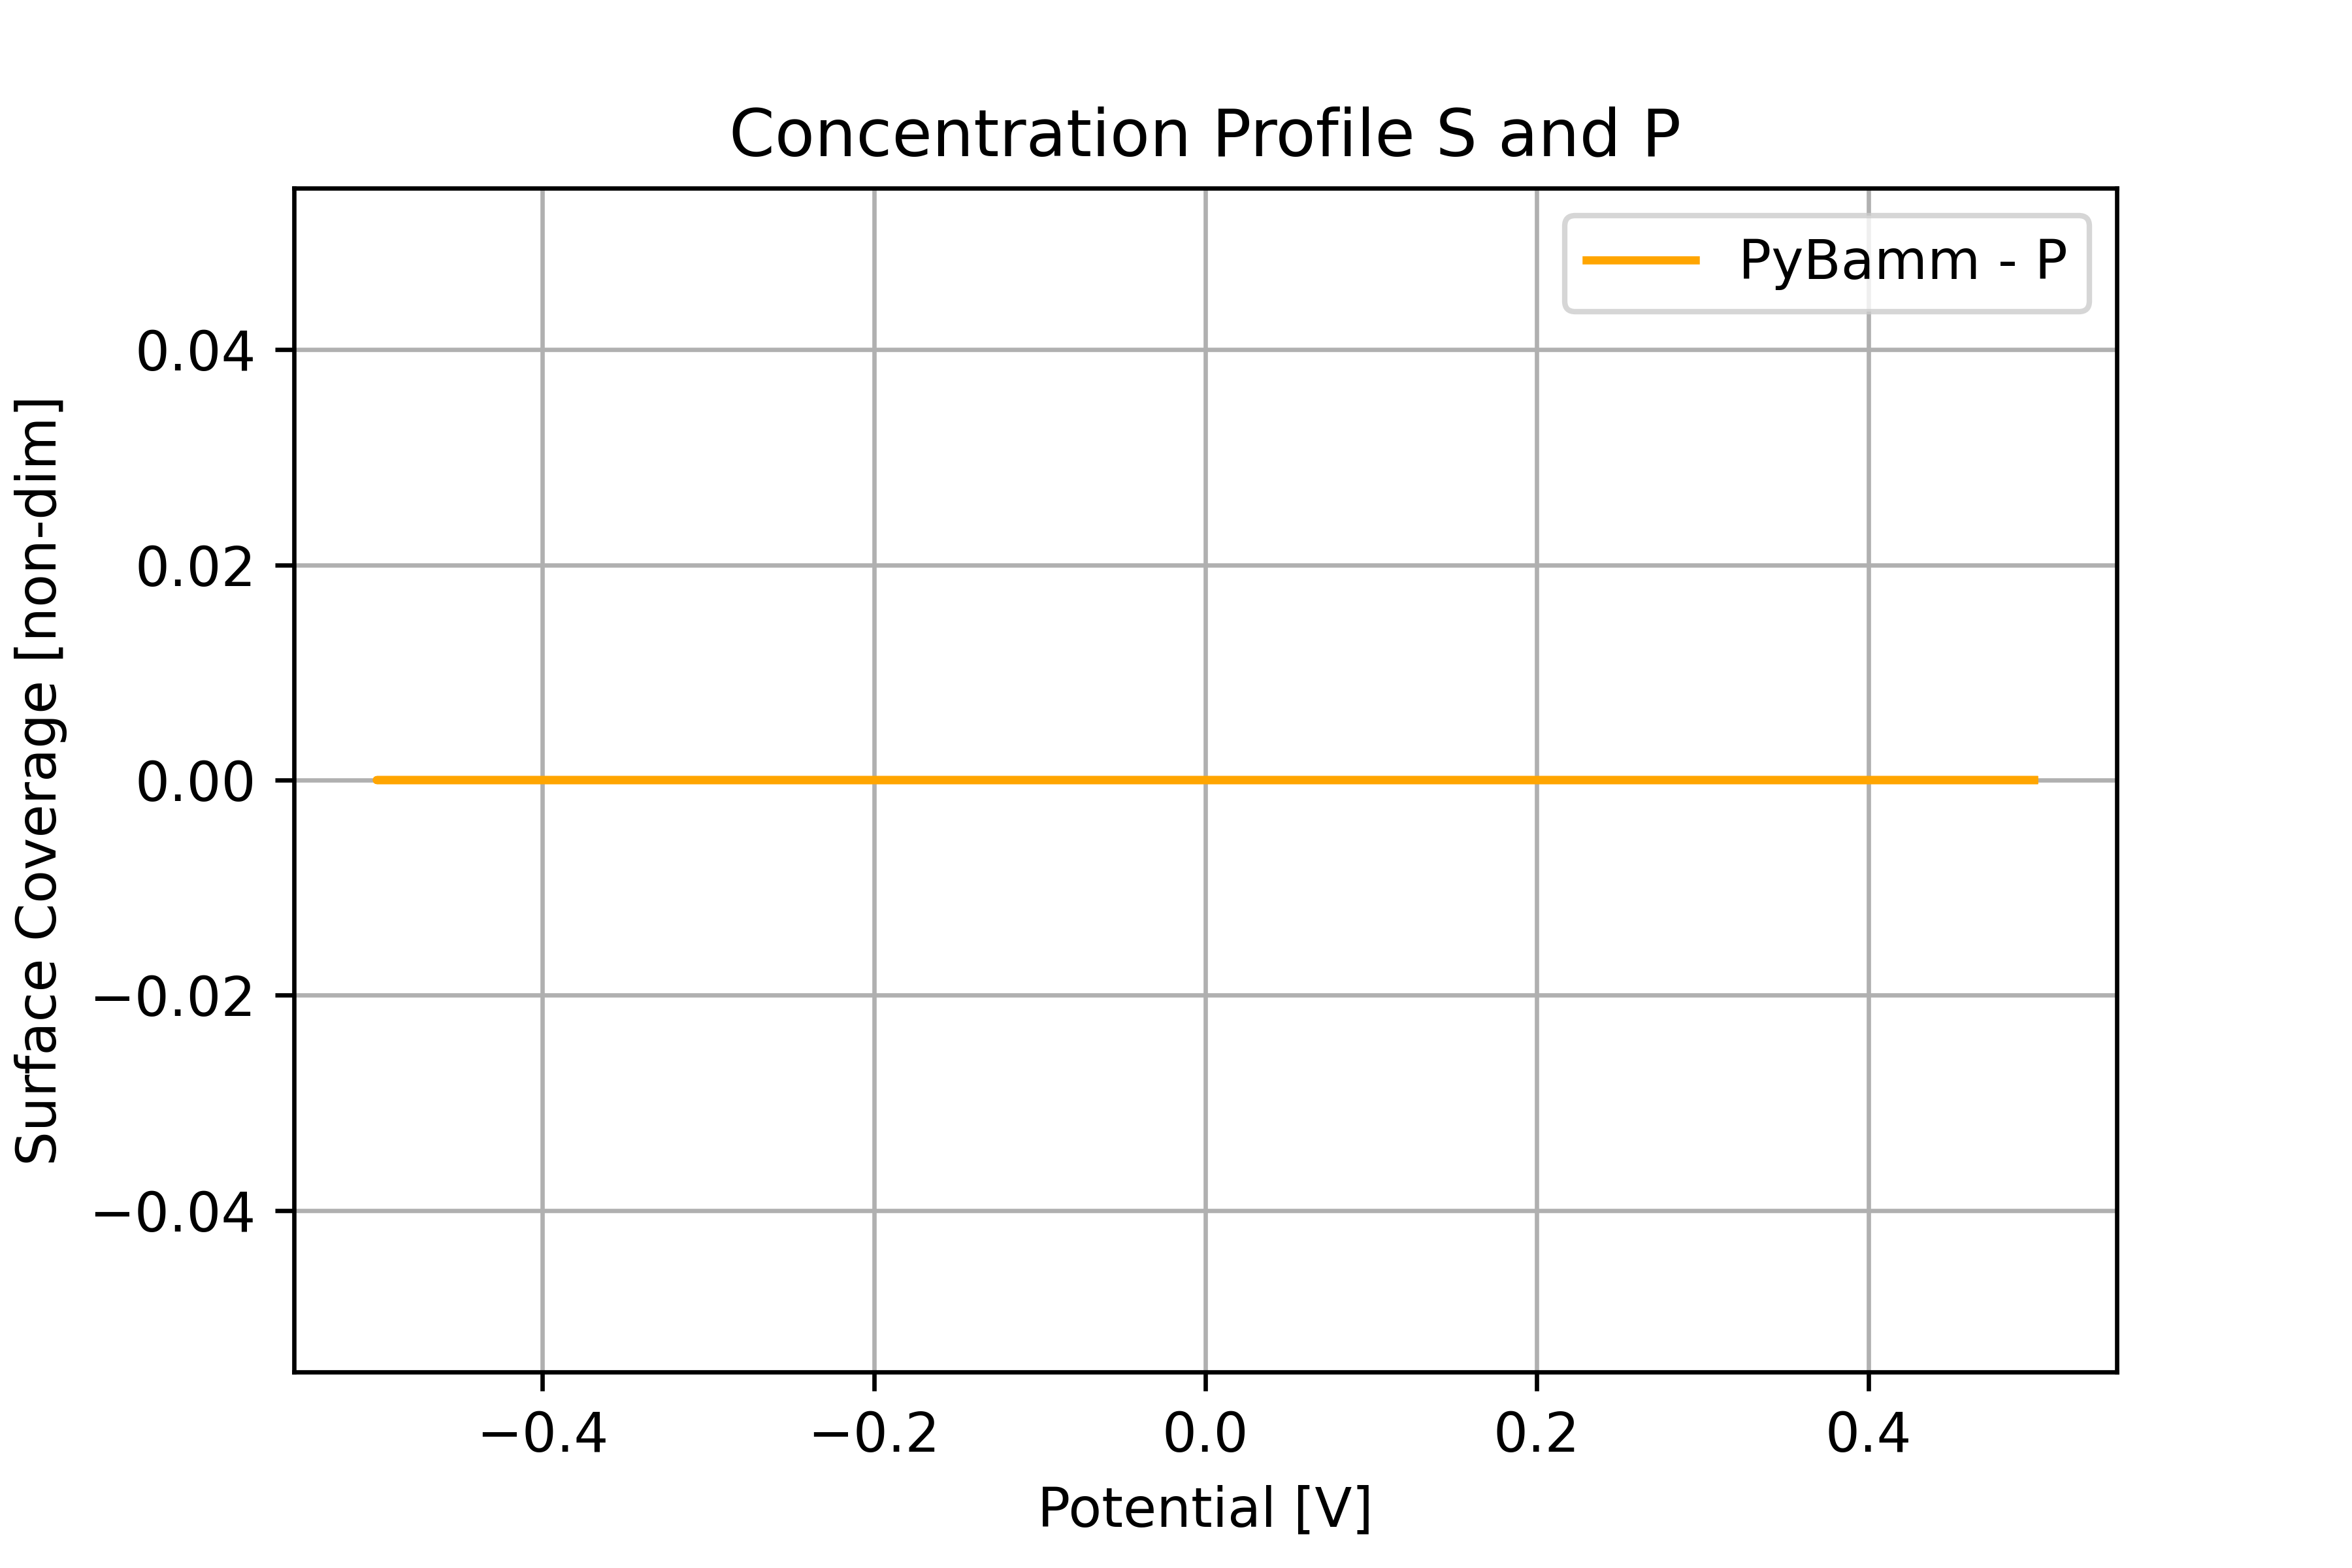 Concentration Profile S and P
PyBamm - P
Surface Coverage [non-dim]
0.04
0.02
0.00
−0.02
−0.04
−0.4
−0.2
0.0
0.2
0.4
Potential [V]